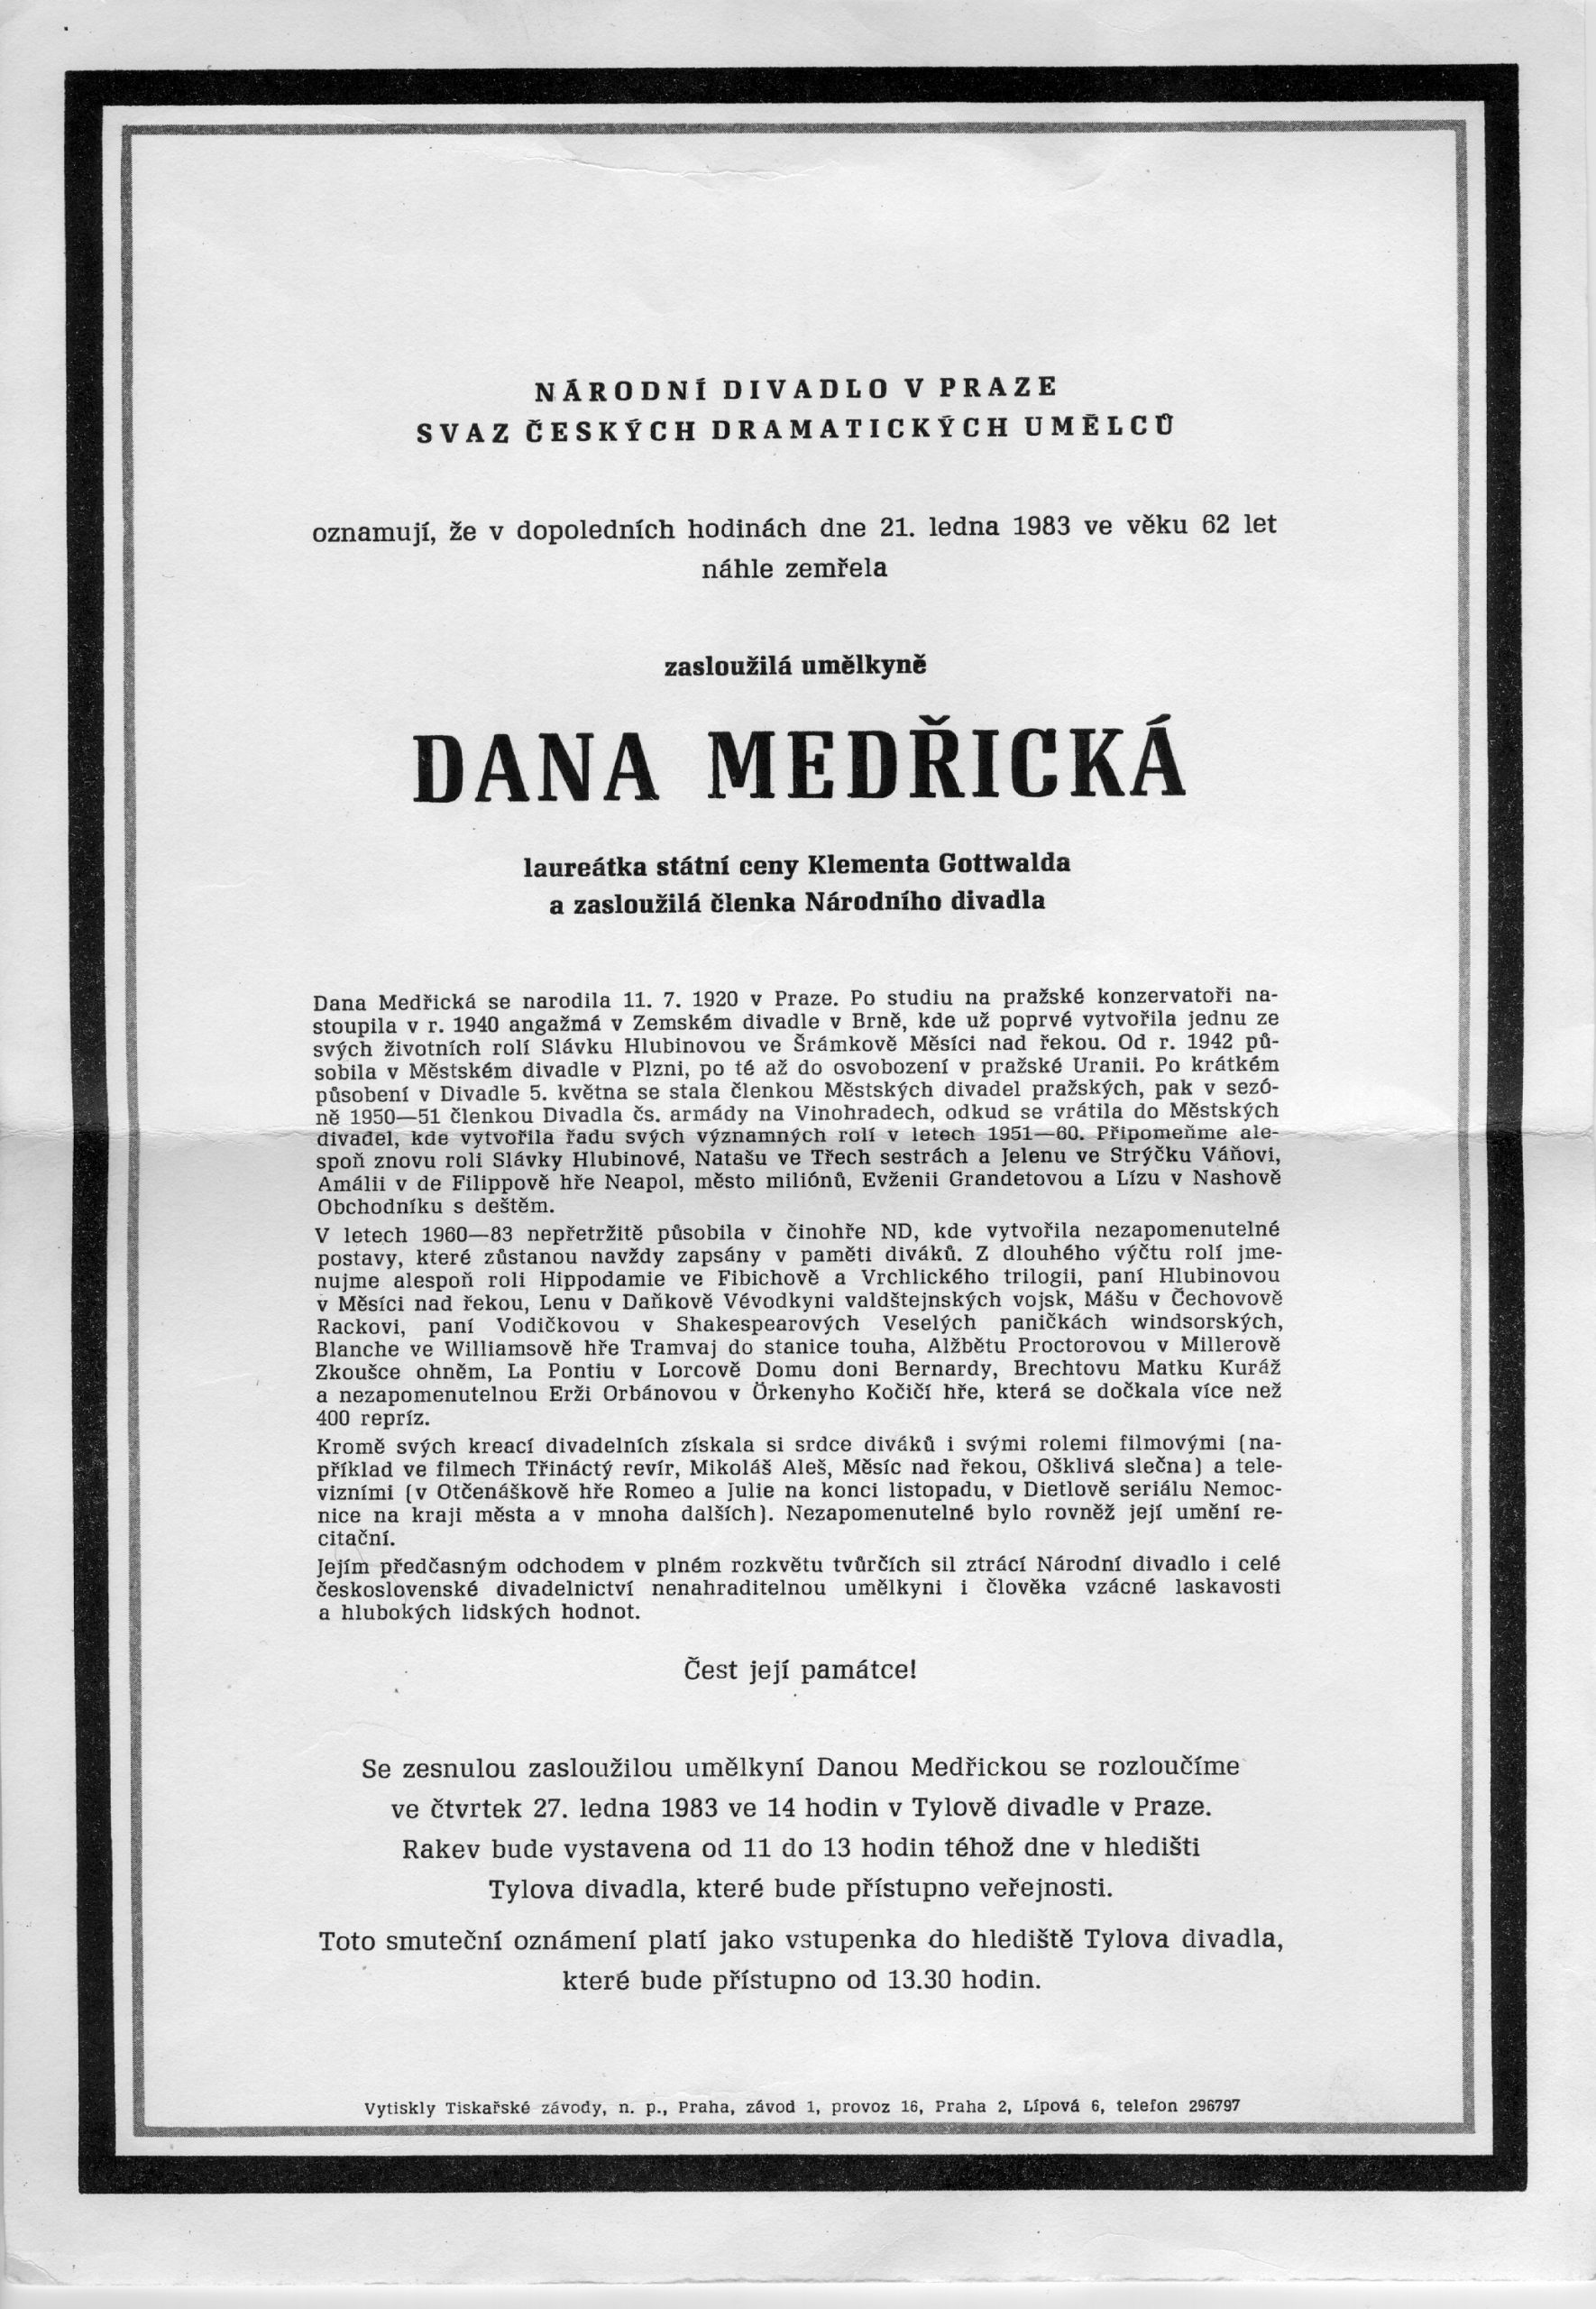 NÁRODNÍ DIVADLO V PRAZE
SVAZ ČESKÝCH DRAMATICKÝCH UMĚLCŮ
oznamují, že v dopoledních hodinách dne 21. ledna 1983 ve věku 62 let
náhle zemřela
zasloužilá umělkyně
DANA MEDŘICKÁ
laureátka státní ceny Klementa Gottwalda
a zasloužilá členka Národního divadla
Dana Medřická se narodila 11. 7. 1920 v Praze. Po studiu na pražské konzervatoři na-
stoupila v r. 1940 angažmá v Zemském divadle v Brně, kde už poprvé vytvořila jednu ze
svých životních rolí Slávku Hlubinovou ve Šrámkově Měsíci nad řekou. Od r. 1942 pů-
sobila v Městském divadle v Plzni, po té až do osvobození v pražské Uranii. Po krátkém
působení v Divadle 5. května se stala členkou Městských divadel pražských, pak v sezó-
ně 1950—51 členkou Divadla čs. armády na Vinohradech, odkud se vrátila do Městských
divadel, kde vytvořila řadu svých významných rolí v letech 1951—60. Připomeňme ale-
spoň znovu roli Slávky Hlubinové, Natašu ve Třech sestrách a Jelenu ve Strýčku Váňovi,
Amálii v de Filippově hře Neapol, město miliónů, Evženii Grandetovou a Lízu v Nashově
Obchodníku s deštěm.
V letech 1960—83 nepřetržitě působila v činohře ND, kde vytvořila nezapomenutelné
postavy, které zůstanou navždy zapsány v paměti diváků. Z dlouhého výčtu rolí jme-
nujme alespoň roli Hippodamie ve Fibichově a Vrchlického trilogii, paní Hlubinovou
v Měsíci nad řekou, Lenu v Daňkově Vévodkyni valdštejnských vojsk, Mášu v Čechovově
Rackovi, paní Vodičkovou v Shakespearových Veselých paničkách windsorských,
Blanche ve Williamsově hře Tramvaj do stanice touha, Alžbětu Proctorovou v Millerově
Zkoušce ohněm, La Pontiu v Lorcově Domu doni Bernardy, Brechtovu Matku Kuráž
a nezapomenutelnou Erži Orbánovou v Örkenyho Kočičí hře, která se dočkala více než
400 repríz.
Kromě svých kreací divadelních získala si srdce diváků i svými rolemi filmovými (na-
příklad ve filmech Třináctý revír, Mikoláš Aleš, Měsíc nad řekou, Ošklivá slečna) a tele-
vizními (v Otčenáškově hře Romeo a Julie na konci listopadu, v Dietlově seriálu Nemoc-
nice na kraji města a v mnoha dalších). Nezapomenutelné bylo rovněž její umění re-
citační.
Jejím předčasným odchodem v plném rozkvětu tvůrčích sil ztrácí Národní divadlo i celé
československé divadelnictví nenahraditelnou umělkyni i člověka vzácné laskavosti
a hlubokých lidských hodnot.
Čest její památce!
Se zesnulou zasloužilou umělkyní Danou Medřickou se rozloučíme
ve čtvrtek 27. ledna 1983 ve 14 hodin v Tylově divadle v Praze.
Rakev bude vystavena od 11 do 13 hodin téhož dne v hledišti
Tylova divadla, které bude přístupno veřejnosti.
Toto smuteční oznámení platí jako vstupenka do hlediště Tylova divadla,
které bude přístupno od 13.30 hodin.
Vytiskly Tiskařské závody, n. p., Praha, závod 1, provoz 16, Praha 2, Lípová 6, telefon 296797